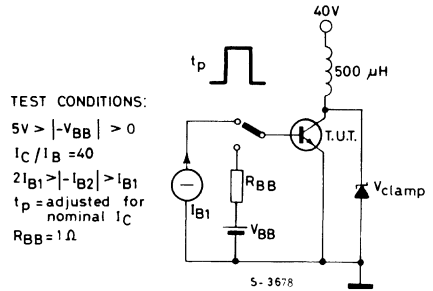 40V
tp
500 µH
TEST CONDITIONS:
5V > |-VBB| > 0
IC / IB = 40
2IB1 > |-IB2| > IB1
tp = adjusted for
nominal IC
RBB = 1 Ω
T.U.T.
RBB
IB1
VBB
Vclamp
S-3678